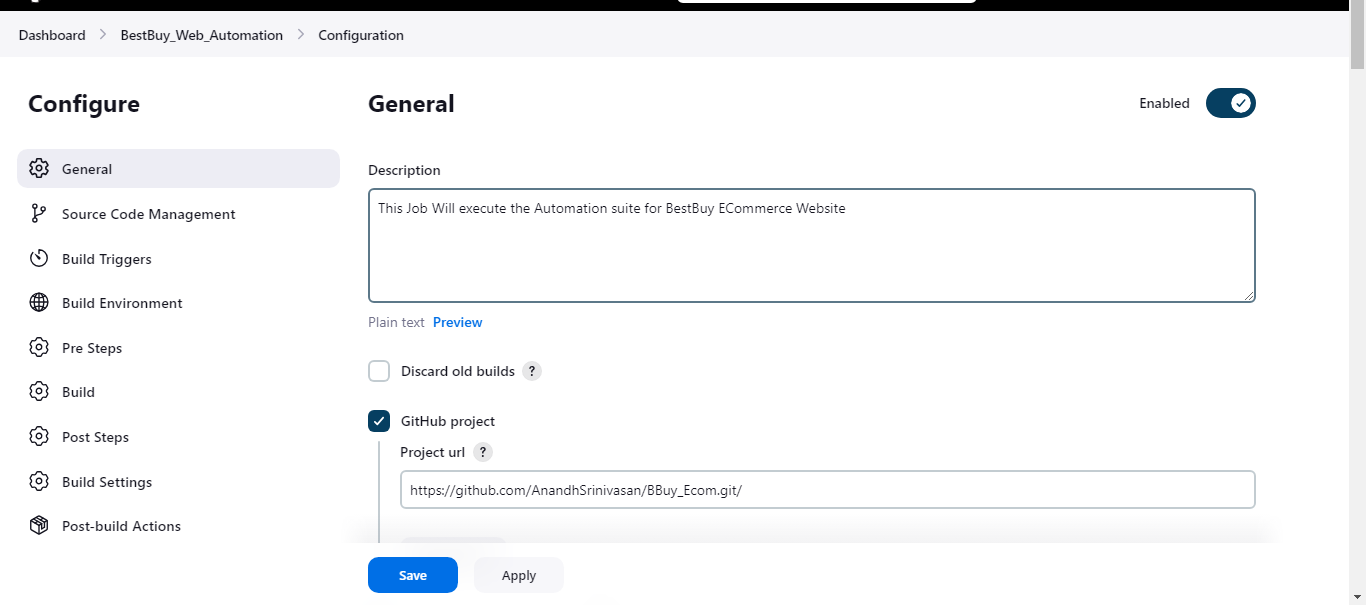 Dashboard > BestBuy_Web_Automation > Configuration
Configure
General
Source Code Management
Build Triggers
Build Environment
Pre Steps
Build
Post Steps
Build Settings
Post-build Actions
General
Enabled
Description
This Job Will execute the Automation suite for BestBuy ECommerce Website
Plain text Preview
Discard old builds ?
GitHub project
Project url ?
https://github.com/AnandhSrinivasan/BBuy_Ecom.git/
Save Apply